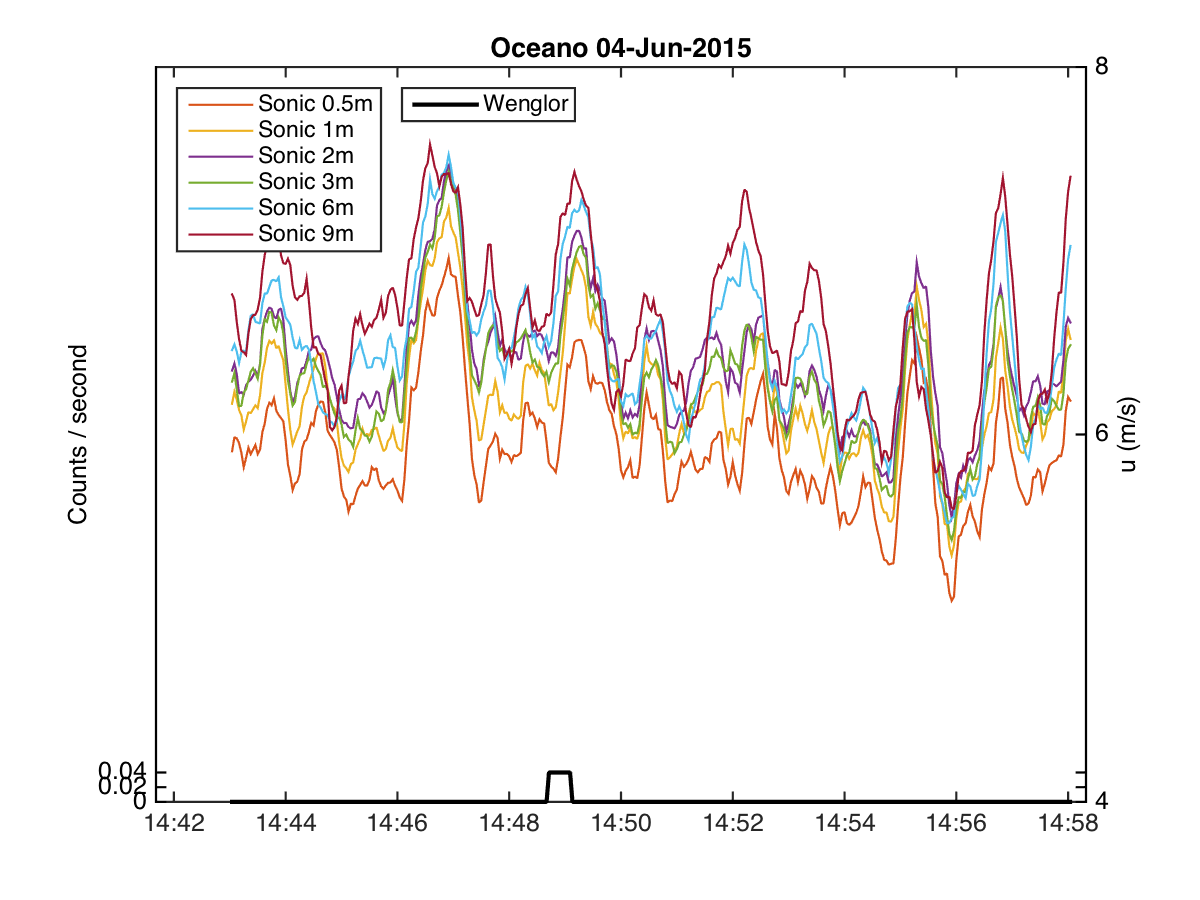 Oceano 04-Jun-2015
Sonic 0.5m
Sonic 1m
Sonic 2m
Sonic 3m
Sonic 6m
Sonic 9m
Wenglor
Counts / second
0.04
0.02
0
8
6
4
u (m/s)
14:42 14:44 14:46 14:48 14:50 14:52 14:54 14:56 14:58